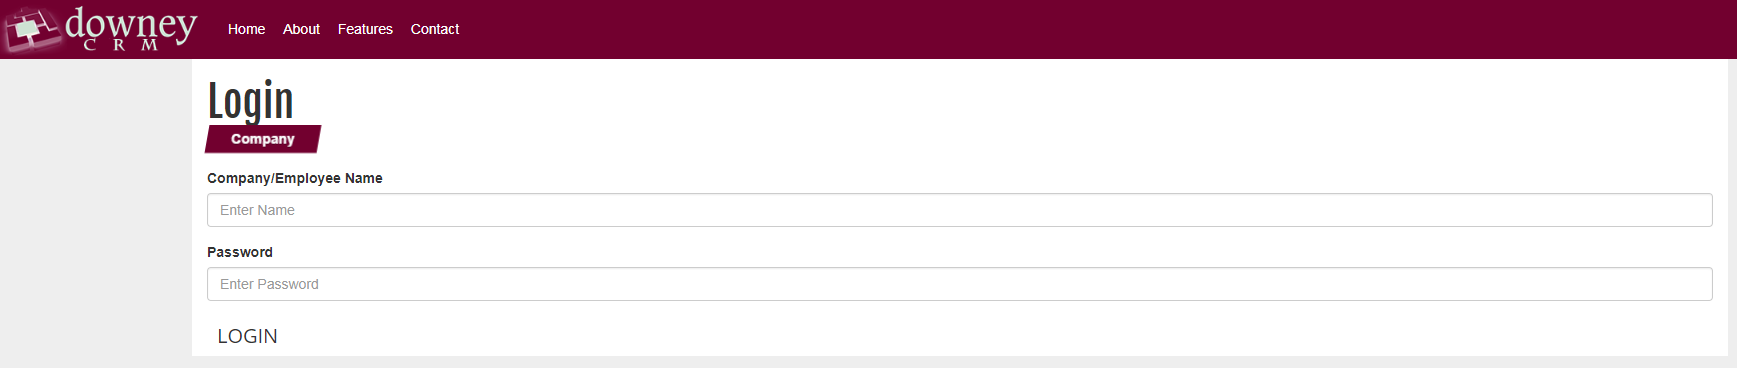 downey
CRM
Home About Features Contact
Login
Company
Company/Employee Name
Enter Name
Password
Enter Password
LOGIN